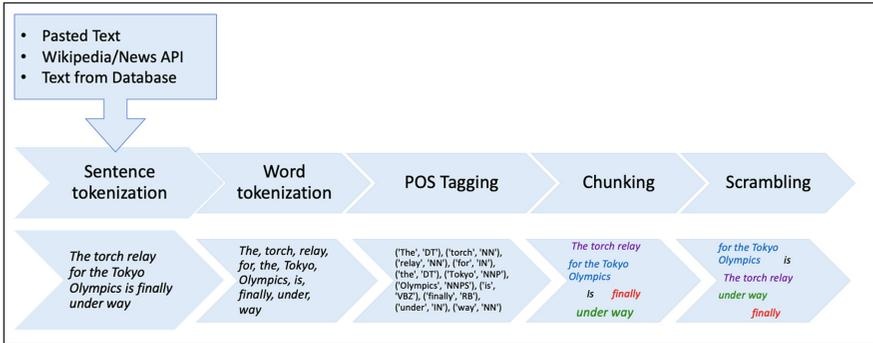 • Pasted Text
• Wikipedia/News API
• Text from Database
Sentence
tokenization
Word
tokenization
POS Tagging
Chunking
Scrambling
The torch relay
for the Tokyo
Olympics is finally
under way
The, torch, relay,
for, the, Tokyo,
Olympics, is,
finally, under,
way
('The', 'DT'), ('torch', 'NN'),
('relay', 'NN'), ('for', 'IN'),
('the', 'DT'), ('Tokyo', 'NNP'),
('Olympics', 'NNPS'), ('is',
'VBZ'), ('finally', 'RB'),
('under', 'IN'), ('way', 'NN')
The torch relay
for the Tokyo
Olympics
Is finally
under way
for the Tokyo
Olympics is
The torch relay
under way
finally